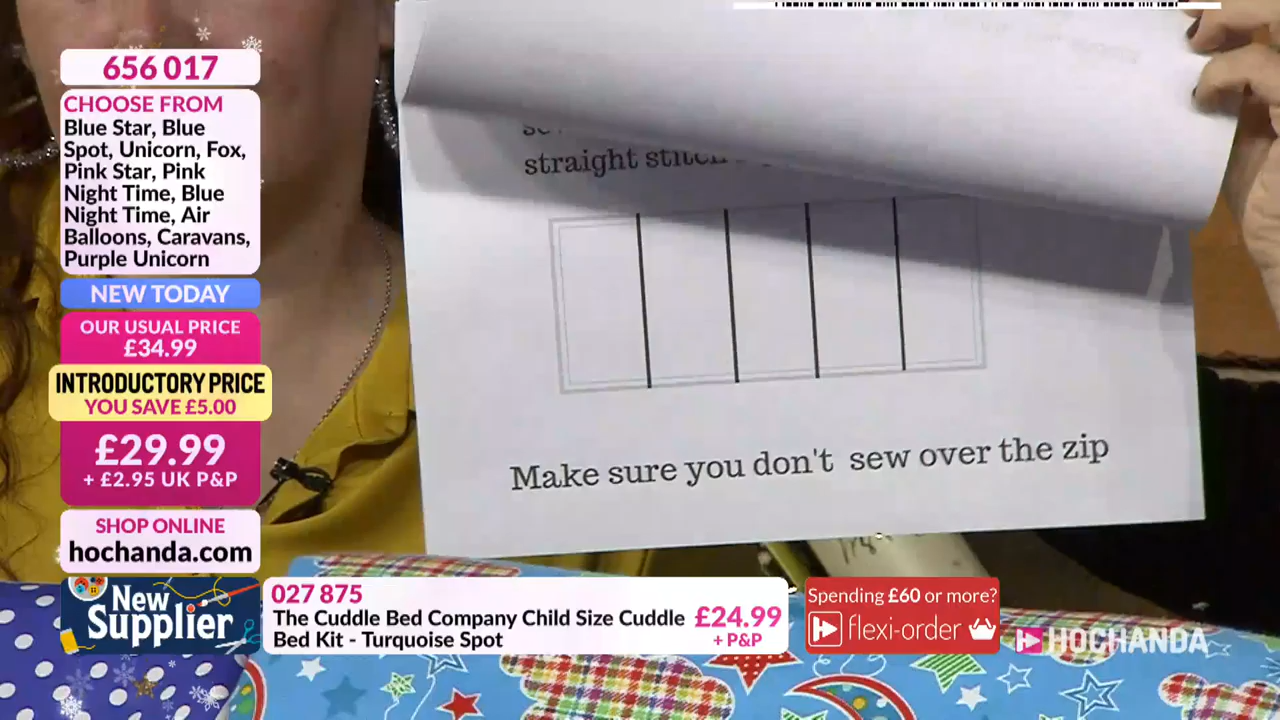 656 017
CHOOSE FROM
Blue Star, Blue
Spot, Unicorn, Fox,
Pink Star, Pink
Night Time, Blue
Night Time, Air
Balloons, Caravans,
Purple Unicorn
NEW TODAY
OUR USUAL PRICE
£34.99
INTRODUCTORY PRICE
YOU SAVE £5.00
£29.99
+ £2.95 UK P&P
SHOP ONLINE
hochanda.com
straight stitch
Make sure you don't sew over the zip
New
Supplier
027 875
The Cuddle Bed Company Child Size Cuddle
Bed Kit - Turquoise Spot
£24.99
+ P&P
Spending £60 or more?
flexi-order
HOCHANDA